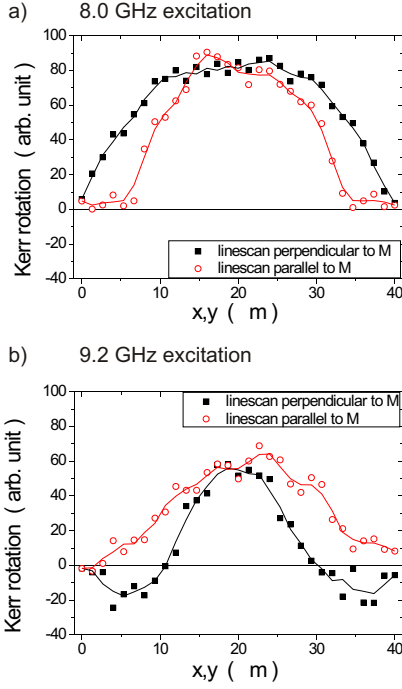 a) 8.0 GHz excitation
Kerr rotation ( arb. unit )
100
80
60
40
20
0
-20
-40
linescan perpendicular to M
linescan parallel to M
0 10 20 30 40
x,y ( m)
b) 9.2 GHz excitation
Kerr rotation (arb. unit)
100
80
60
40
20
0
-20
-40
linescan perpendicular to M
linescan parallel to M
0 10 20 30 40
x,y ( m)